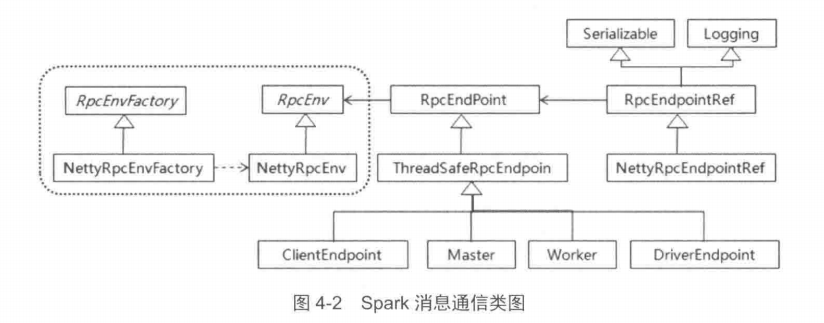 Serializable
Logging
RpcEnvFactory
RpcEnv
RpcEndPoint
RpcEndpointRef
NettyRpcEnvFactory
NettyRpcEnv
ThreadSafeRpcEndpoin
NettyRpcEndpointRef
ClientEndpoint
Master
Worker
DriverEndpoint
图 4-2 Spark 消息通信类图